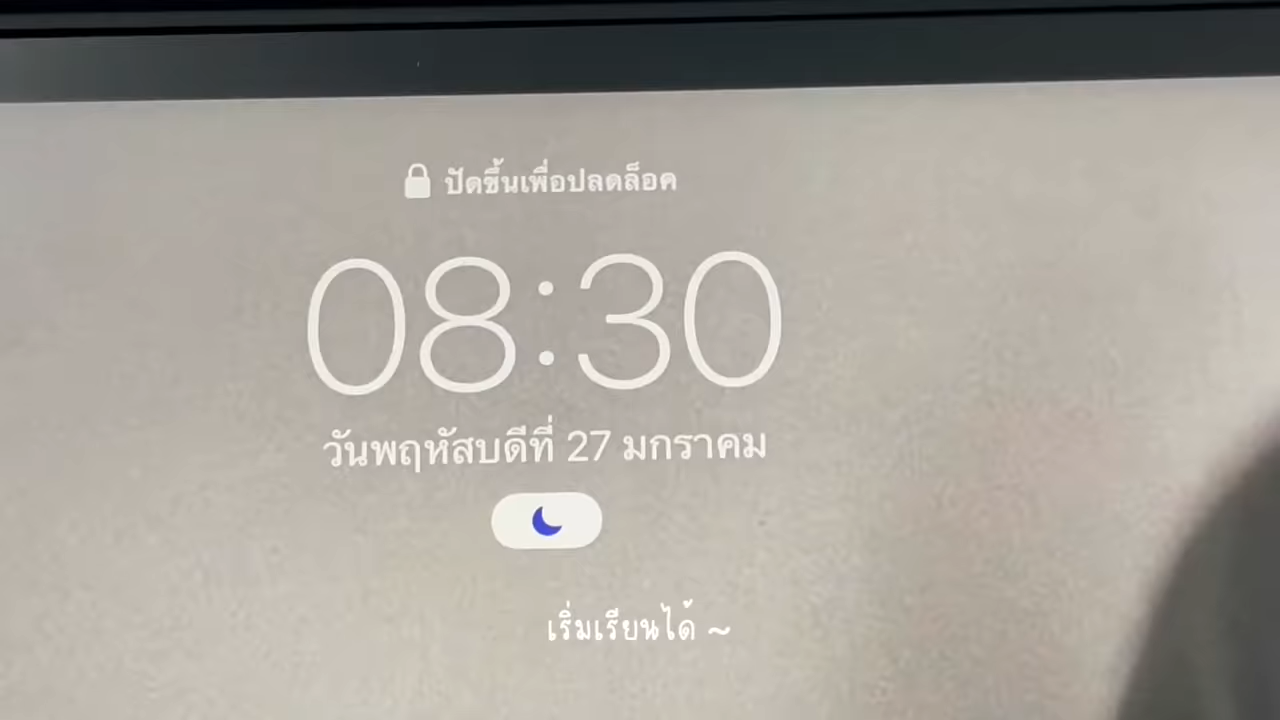 ปัดขึ้นเพื่อปลดล็อค
08:30
วันพฤหัสบดีที่ 27 มกราคม
เริ่มเรียนได้ ~